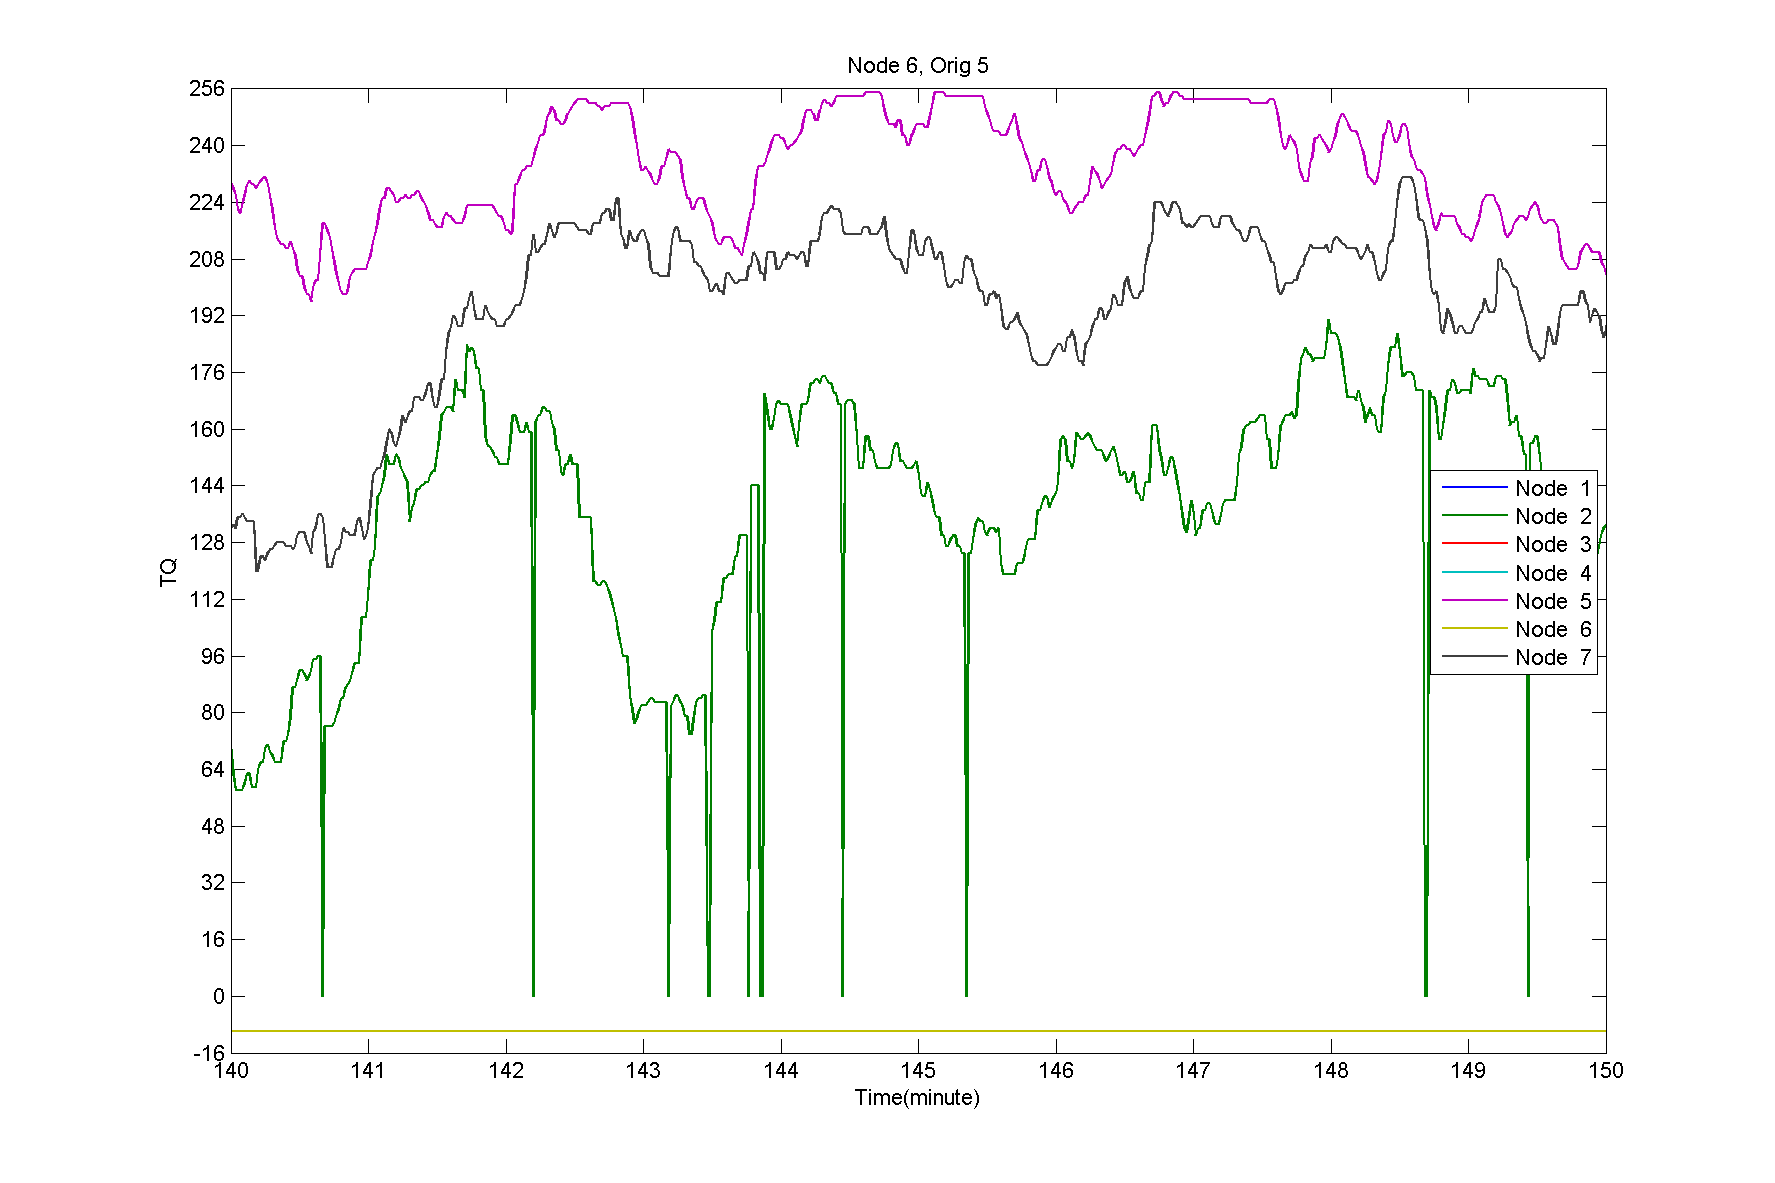 Node 6, Orig 5
256
240
224
208
192
176
160
144
128
112
96
80
64
48
32
16
0
-16
TQ
Node 1
Node 2
Node 3
Node 4
Node 5
Node 6
Node 7
140 141 142 143 144 145 146 147 148 149 150
Time(minute)